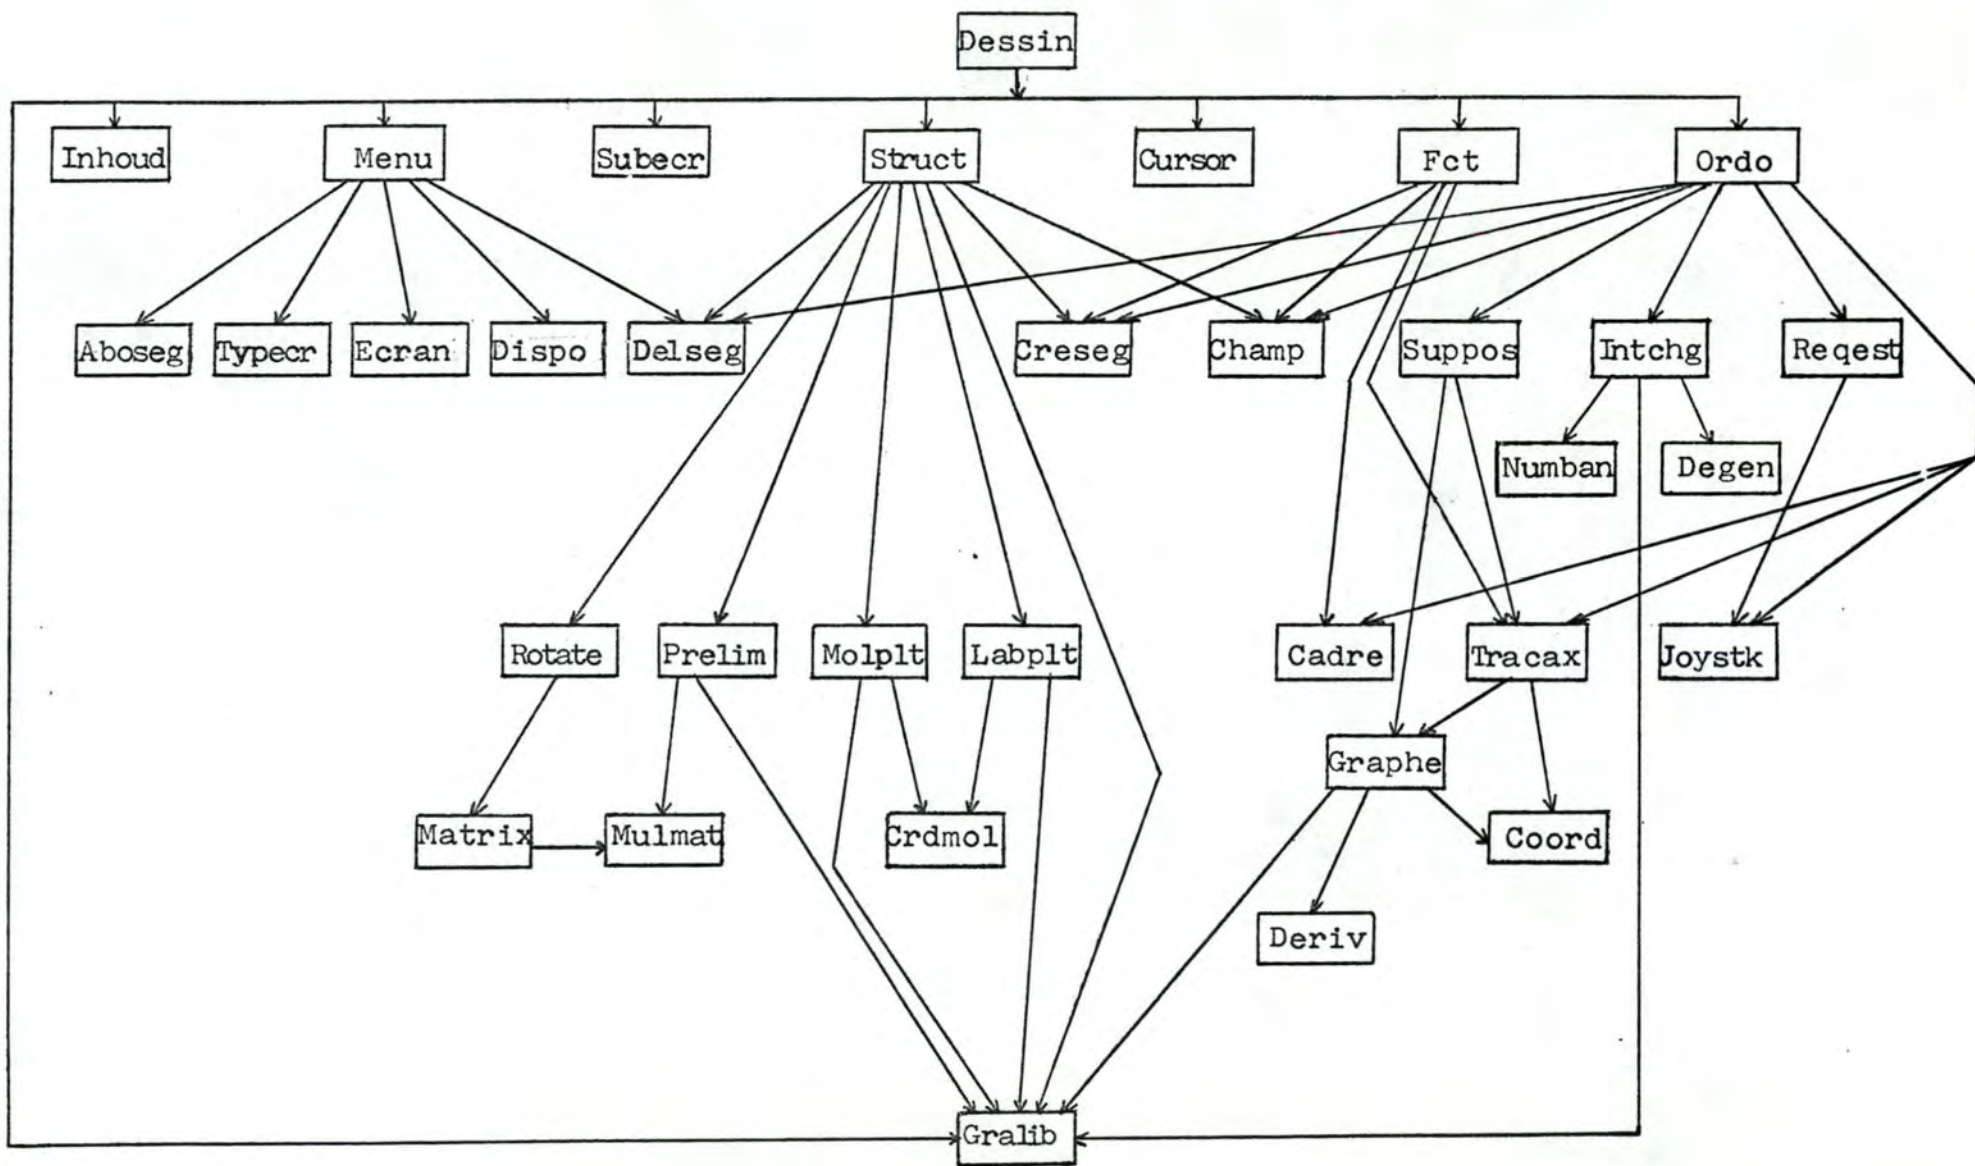 Dessin
Inhoud Menu Subecr Struct Cursor Fct Ordo
Aboseg Typecr Ecran Dispo Delseg Creseg Champ Suppos Intchg Reqest
Numban Degen
Rotate Prelim Molplt Labplt Cadre Tracax Joystk
Graphe
Matrix Mulmat Crdmol Coord
Deriv
Gralib